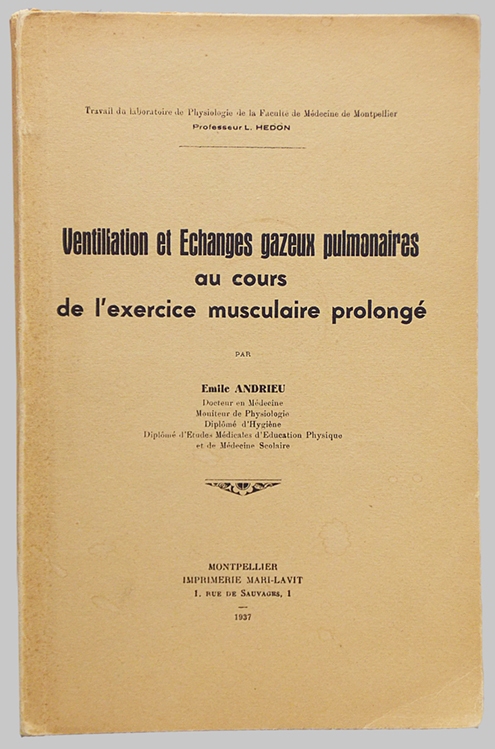 Travail du laboratoire de Physiologie de la Faculté de Médecine de Montpellier
Professeur L. HEDON
Ventiliation et Echanges gazeux pulmonaires
au cours
de l'exercice musculaire prolongé
PAR
Emile ANDRIEU
Docteur en Médecine
Moniteur de Physiologie
Diplômé d'Hygiène
Diplômé d'Etudes Médicales d'Education Physique
et de Médecine Scolaire
MONTPELLIER
IMPRIMERIE MARI-LAVIT
1, RUE DE SAUVAGES, 1
1937